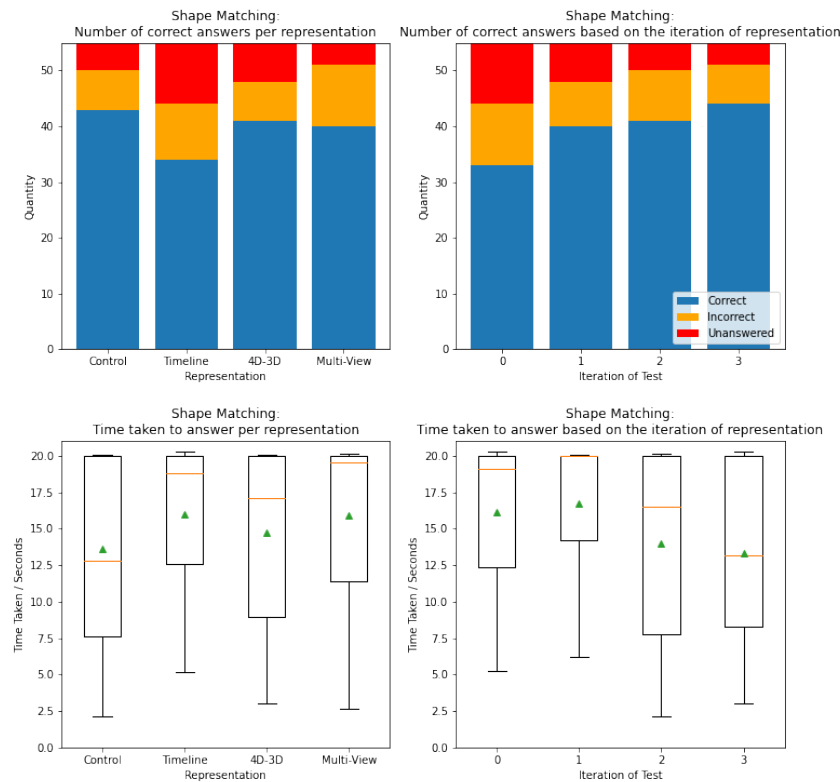 Shape Matching:
Number of correct answers per representation
50
40
30
20
10
0
Quantity
Control Timeline 4D-3D Multi-View
Representation
Shape Matching:
Number of correct answers based on the iteration of representation
50
40
30
20
10
0
Quantity
Correct
Incorrect
Unanswered
0 1 2 3
Iteration of Test
Shape Matching:
Time taken to answer per representation
20.0
17.5
15.0
12.5
10.0
7.5
5.0
2.5
0.0
Time Taken / Seconds
Control Timeline 4D-3D Multi-View
Representation
Shape Matching:
Time taken to answer based on the iteration of representation
20.0
17.5
15.0
12.5
10.0
7.5
5.0
2.5
0.0
Time Taken / Seconds
0 1 2 3
Iteration of Test